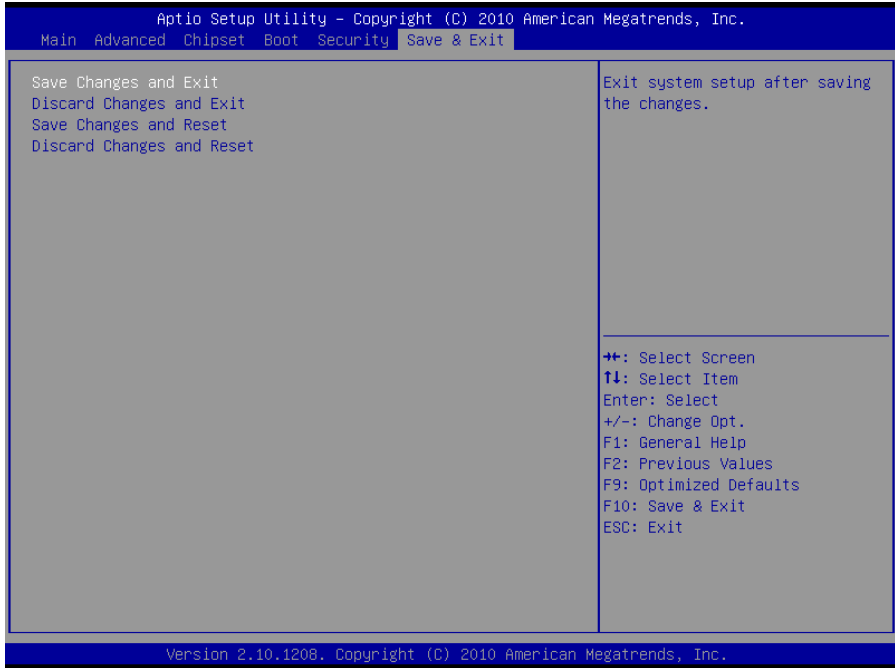 Aptio Setup Utility – Copyright (C) 2010 American Megatrends, Inc.
Main Advanced Chipset Boot Security Save & Exit
Save Changes and Exit
Discard Changes and Exit
Save Changes and Reset
Discard Changes and Reset
Exit system setup after saving
the changes.
→←: Select Screen
↑↓: Select Item
Enter: Select
+/-: Change Opt.
F1: General Help
F2: Previous Values
F9: Optimized Defaults
F10: Save & Exit
ESC: Exit
Version 2.10.1208. Copyright (C) 2010 American Megatrends, Inc.